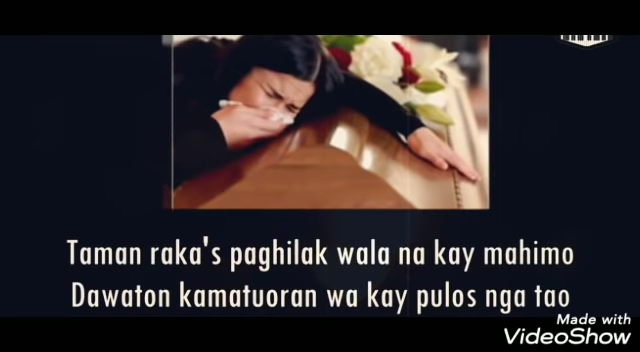 Taman raka's paghilak wala na kay mahimo
Dawaton kamatuoran wa kay pulos nga tao
Made with
VideoShow